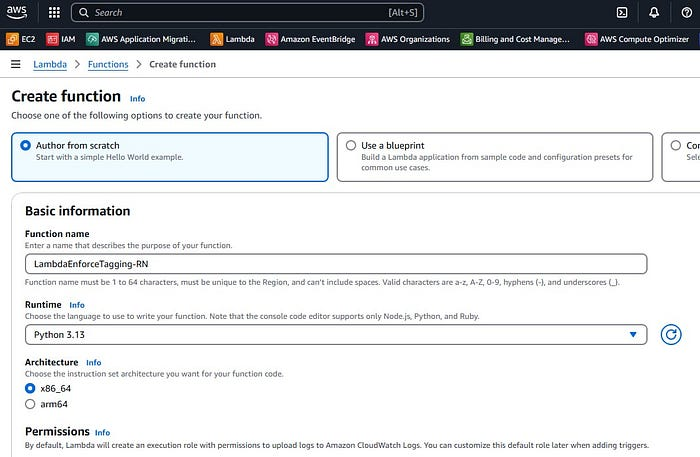 aws
Search [Alt+S]
EC2 IAM AWS Application Migrati... Lambda Amazon EventBridge AWS Organizations Billing and Cost Manage... AWS Compute Optimizer
Lambda > Functions > Create function
Create function Info
Choose one of the following options to create your function.
Author from scratch
Start with a simple Hello World example.
Use a blueprint
Build a Lambda application from sample code and configuration presets for
common use cases.
Basic information
Function name
Enter a name that describes the purpose of your function.
LambdaEnforceTagging-RN
Function name must be 1 to 64 characters, must be unique to the Region, and can't include spaces. Valid characters are a-z, A-Z, 0-9, hyphens (-), and underscores (_).
Runtime Info
Choose the language to use to write your function. Note that the console code editor supports only Node.js, Python, and Ruby.
Python 3.13
Architecture Info
Choose the instruction set architecture you want for your function code.
x86_64
arm64
Permissions Info
By default, Lambda will create an execution role with permissions to upload logs to Amazon CloudWatch Logs. You can customize this default role later when adding triggers.